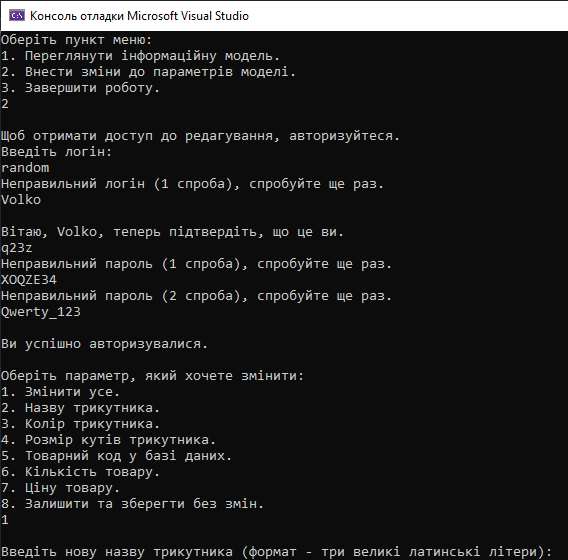 Консоль отладки Microsoft Visual Studio
Оберіть пункт меню:
1. Переглянути інформаційну модель.
2. Внести зміни до параметрів моделі.
3. Завершити роботу.
2
Щоб отримати доступ до редагування, авторизуйтеся.
Введіть логін:
random
Неправильний логін (1 спроба), спробуйте ще раз.
Volko
Вітаю, Volko, теперь підтвердіть, що це ви.
q23z
Неправильний пароль (1 спроба), спробуйте ще раз.
XOQZE34
Неправильний пароль (2 спроба), спробуйте ще раз.
Qwerty_123
Ви успішно авторизувалися.
Оберіть параметр, який хочете змінити:
1. Змінити усе.
2. Назву трикутника.
3. Колір трикутника.
4. Розмір кутів трикутника.
5. Товарний код у базі даних.
6. Кількість товару.
7. Ціну товару.
8. Залишити та зберегти без змін.
1
Введіть нову назву трикутника (формат - три великі латинські літери):